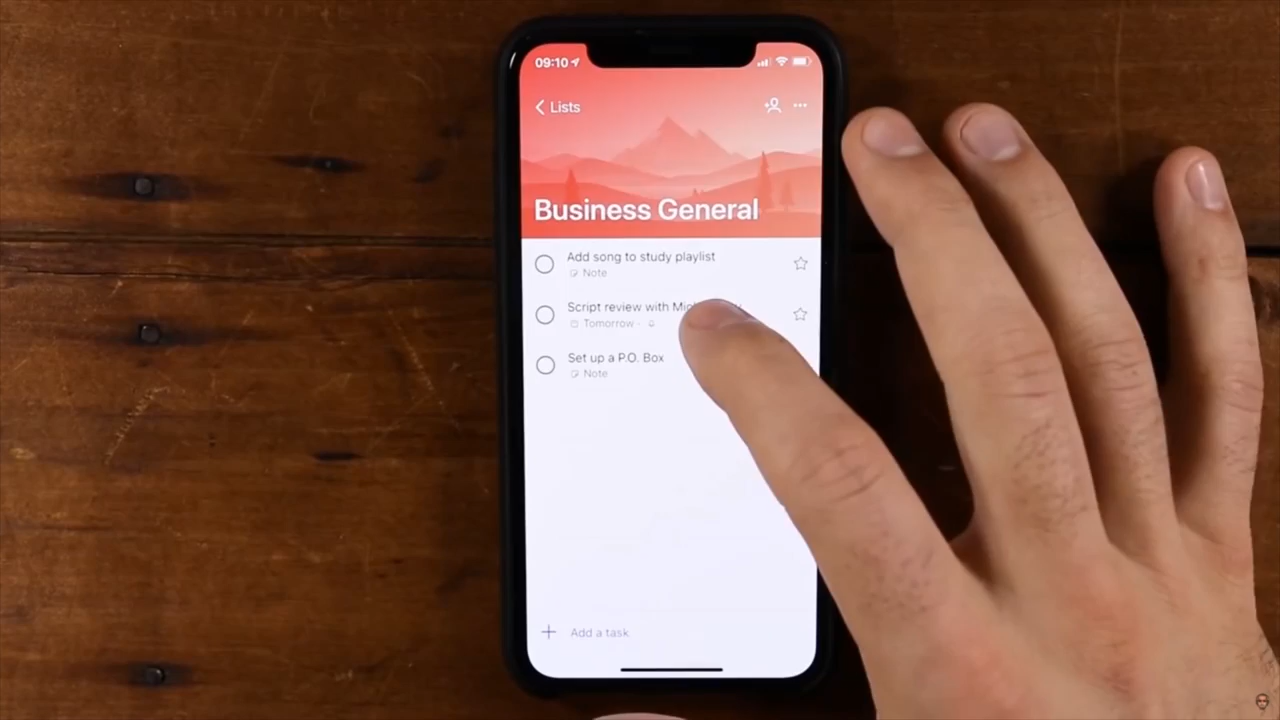 09:10
Lists
Business General
Add song to study playlist
Note
Script review with
Tomorrow
Set up a P.O. Box
Note
Add a task